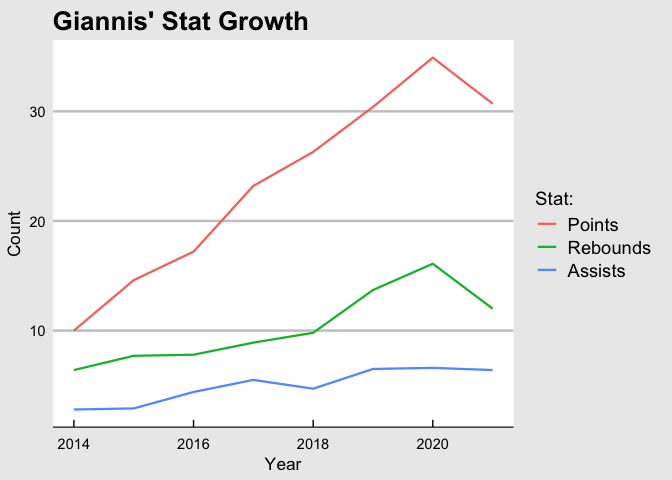 Giannis' Stat Growth
30
20
10
Count
2014
2016
2018
2020
Year
Stat:
Points
Rebounds
Assists